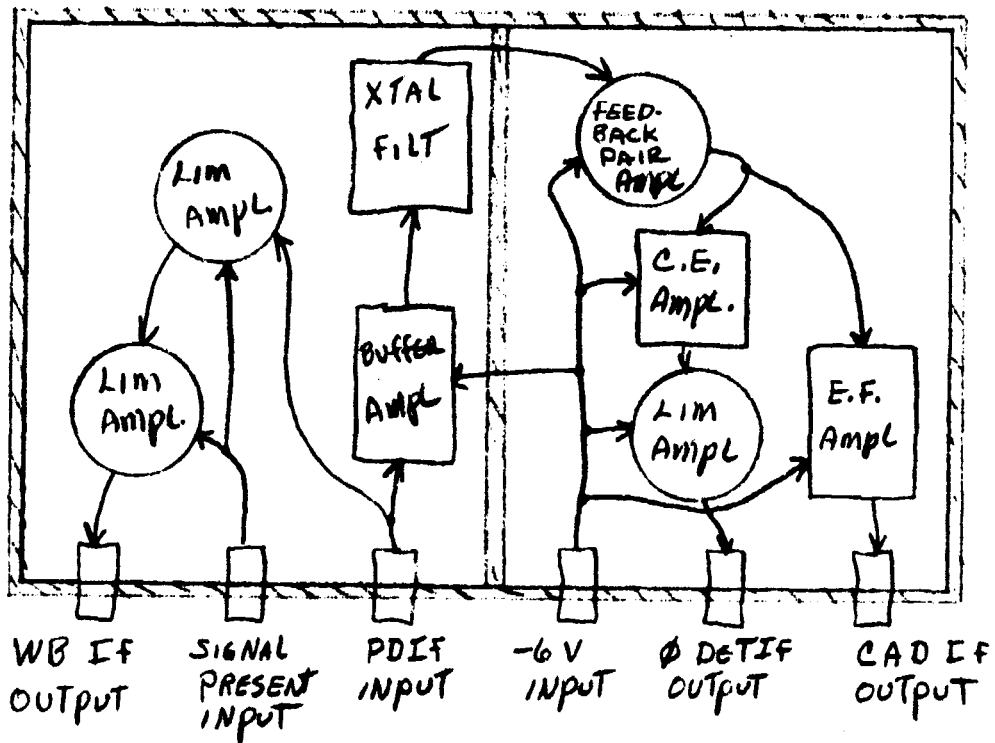 XTAL
FILT
FEED-
BACK
PAIR
AMPL
LIM
AMPL.
C.E.
AMPL.
BUFFER
AMPL
LIM
AMPL.
LIM
AMPL
E.F.
AMPL
WB IF
OUTPUT
SIGNAL
PRESENT
INPUT
PDIF
INPUT
-6 V
INPUT
Ø DETIF
OUTPUT
CAD IF
OUTPUT